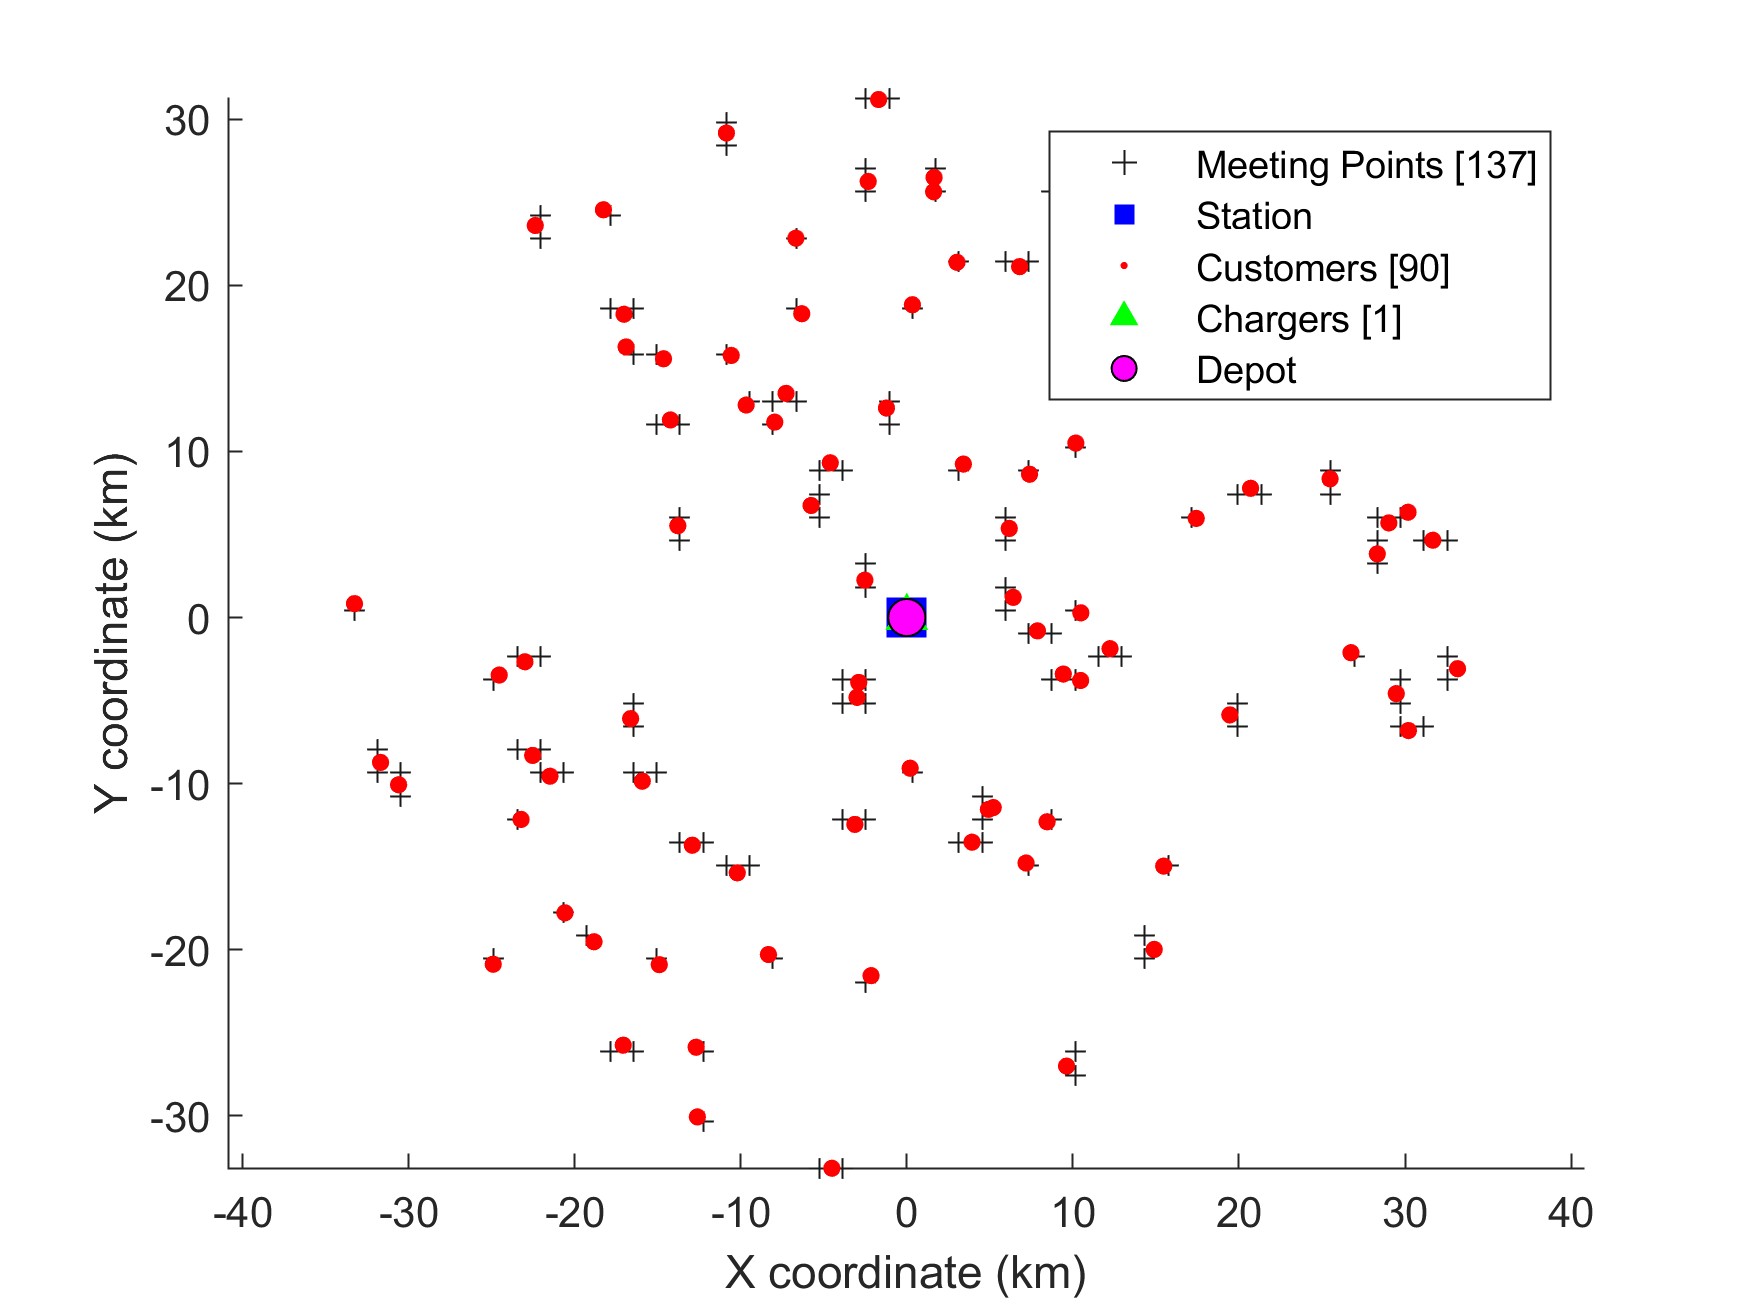 30
20
10
0
-10
-20
-30
Y coordinate (km)
Meeting Points [137]
Station
Customers [90]
Chargers [1]
Depot
-40 -30 -20 -10 0 10 20 30 40
X coordinate (km)